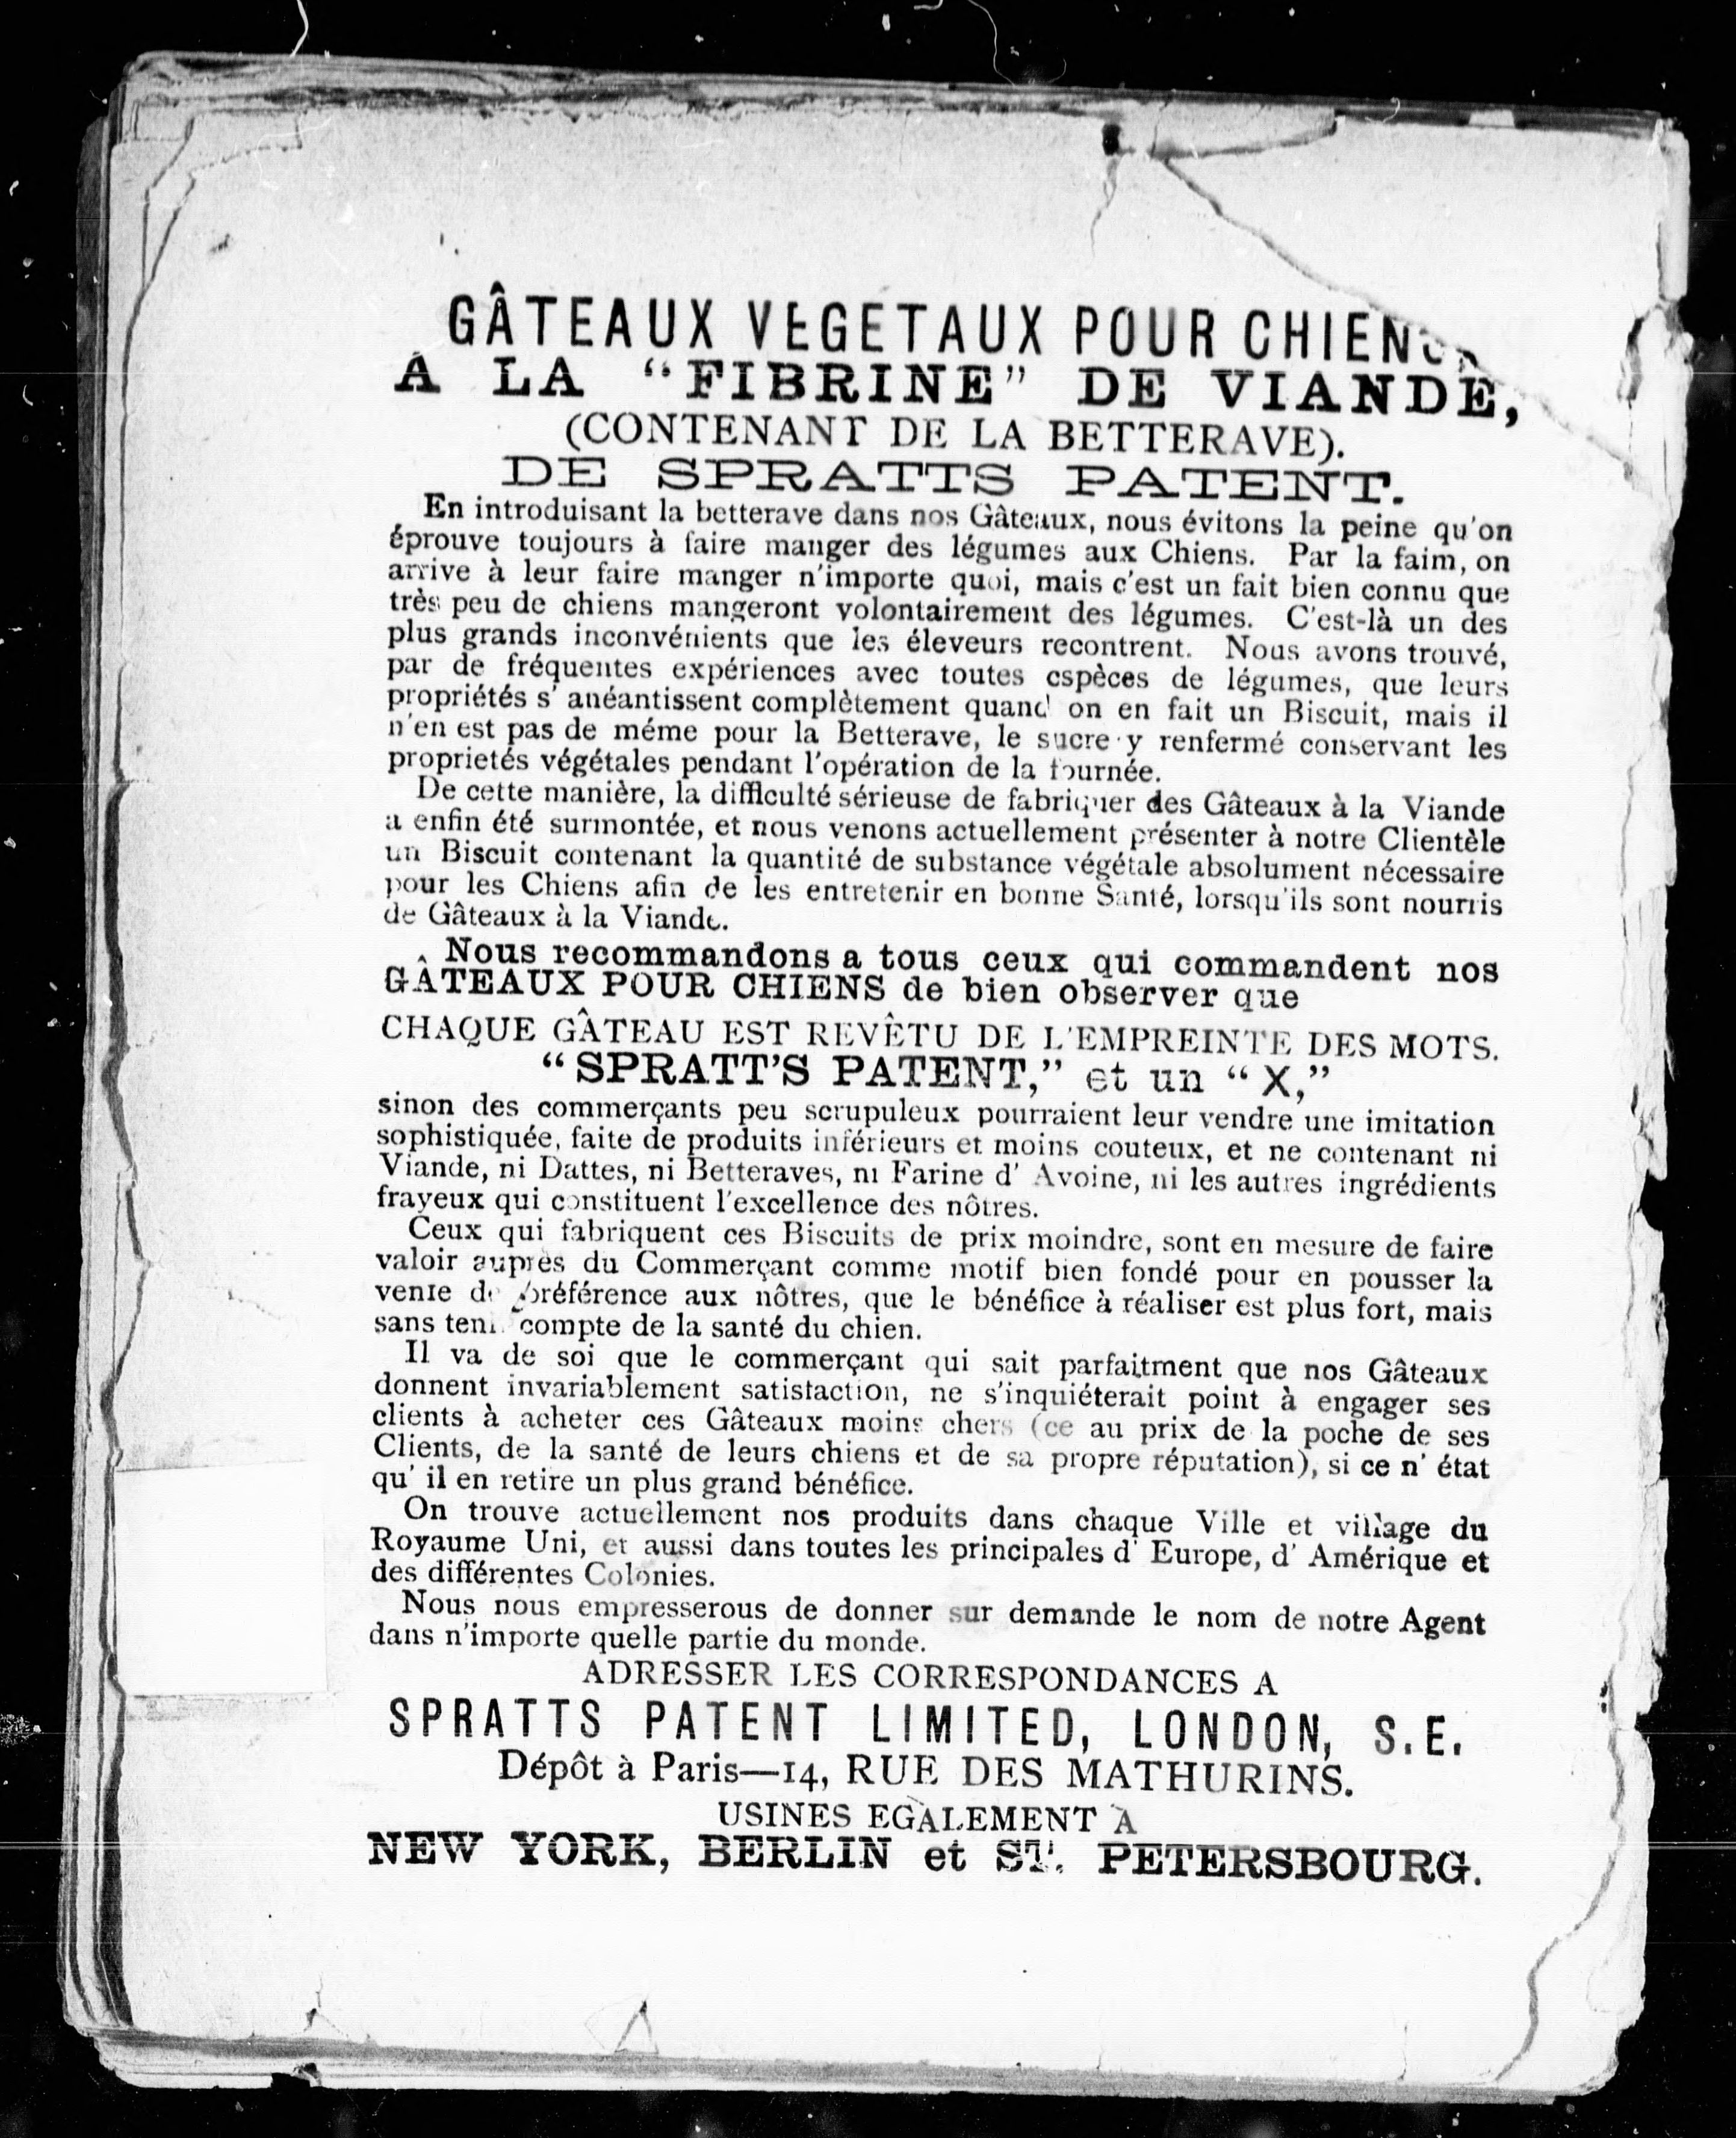 GÂTEAUX VEGETAUX POUR CHIENS
A LA "FIBRINE" DE VIANDE,
(CONTENANT DE LA BETTERAVE).
DE SPRATTS PATENT.
En introduisant la betterave dans nos Gâteaux, nous évitons la peine qu'on
éprouve toujours à faire manger des légumes aux Chiens. Par la faim, on
arrive à leur faire manger n'importe quoi, mais c'est un fait bien connu que
très peu de chiens mangeront volontairement des légumes. C'est-là un des
plus grands inconvénients que les éleveurs recontrent. Nous avons trouvé,
par de fréquentes expériences avec toutes espèces de légumes, que leurs
propriétés s' anéantissent complètement quand on en fait un Biscuit, mais il
n'en est pas de méme pour la Betterave, le sucre y renfermé conservant les
proprietés végétales pendant l'opération de la fournée.
De cette manière, la difficulté sérieuse de fabriquer des Gâteaux à la Viande
a enfin été surmontée, et nous venons actuellement présenter à notre Clientèle
un Biscuit contenant la quantité de substance végétale absolument nécessaire
pour les Chiens afin de les entretenir en bonne Santé, lorsqu'ils sont nourris
de Gâteaux à la Viande.
Nous recommandons a tous ceux qui commandent nos
GÂTEAUX POUR CHIENS de bien observer que
CHAQUE GÂTEAU EST REVÊTU DE L'EMPREINTE DES MOTS.
"SPRATT'S PATENT," et un "X,"
sinon des commerçants peu scrupuleux pourraient leur vendre une imitation
sophistiquée, faite de produits inférieurs et moins couteux, et ne contenant ni
Viande, ni Dattes, ni Betteraves, ni Farine d' Avoine, ni les autres ingrédients
frayeux qui constituent l'excellence des nôtres.
Ceux qui fabriquent ces Biscuits de prix moindre, sont en mesure de faire
valoir auprès du Commerçant comme motif bien fondé pour en pousser la
vente de préférence aux nôtres, que le bénéfice à réaliser est plus fort, mais
sans tenir compte de la santé du chien.
Il va de soi que le commerçant qui sait parfaitment que nos Gâteaux
donnent invariablement satisfaction, ne s'inquiéterait point à engager ses
clients à acheter ces Gâteaux moins chers (ce au prix de la poche de ses
Clients, de la santé de leurs chiens et de sa propre réputation), si ce n' état
qu' il en retire un plus grand bénéfice.
On trouve actuellement nos produits dans chaque Ville et village du
Royaume Uni, et aussi dans toutes les principales d' Europe, d' Amérique et
des différentes Colonies.
Nous nous empresserous de donner sur demande le nom de notre Agent
dans n'importe quelle partie du monde.
ADRESSER LES CORRESPONDANCES A
SPRATTS PATENT LIMITED, LONDON, S.E.
Dépôt à Paris—14, RUE DES MATHURINS.
USINES EGALEMENT À
NEW YORK, BERLIN et ST. PETERSBOURG.